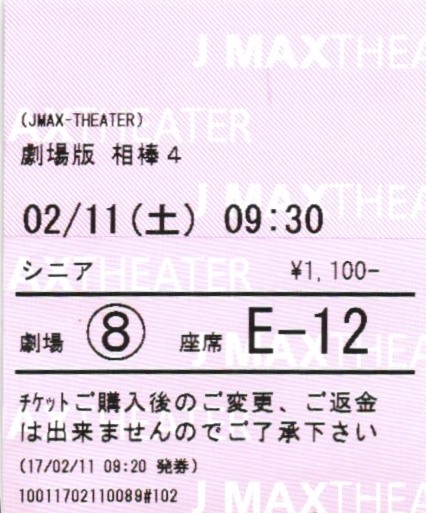 J MAXTHEATER
(JMAX-THEATER)
劇場版 相棒4
02/11(土) 09:30
シニア ¥1,100-
劇場 ⑧ 座席 E-12
ﾁｹｯﾄご購入後のご変更、ご返金
は出来ませんのでご了承下さい
(17/02/11 09:20 発券)
10011702110089#102